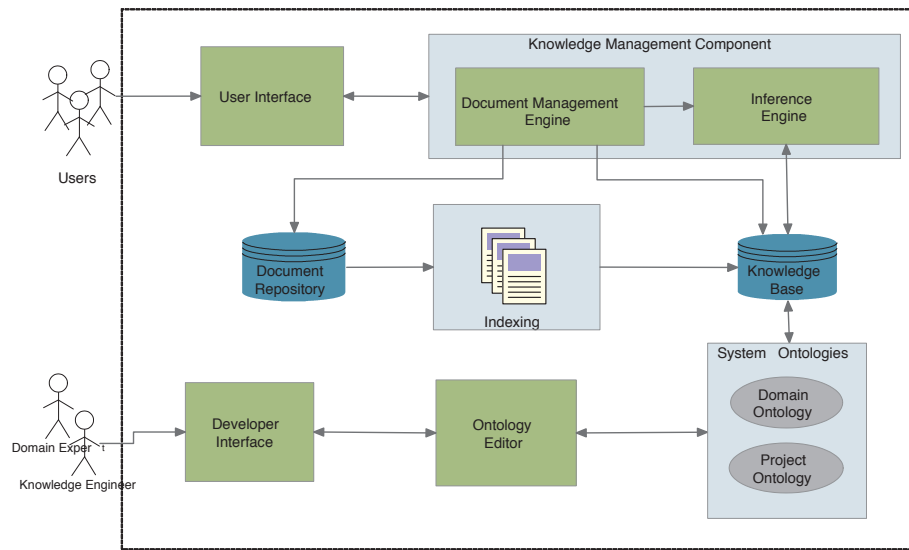 Knowledge Management Component
User Interface
Document Management
Engine
Inference
Engine
Users
Document
Repository
Indexing
Knowledge
Base
System Ontologies
Domain
Ontology
Project
Ontology
Developer
Interface
Ontology
Editor
Domain Exper t
Knowledge Engineer